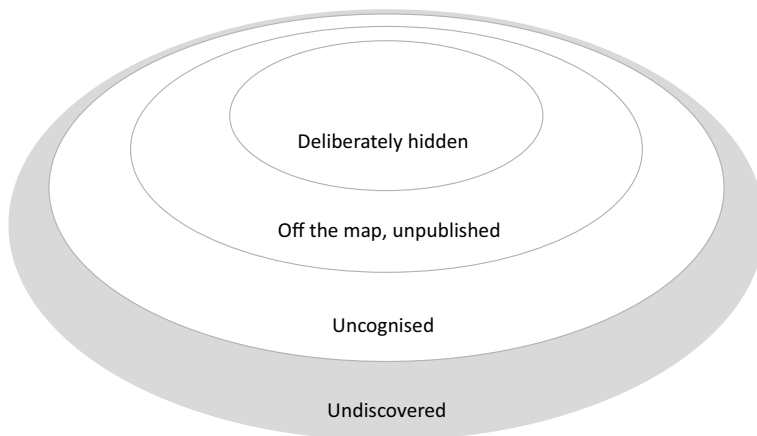 Deliberately hidden
Off the map, unpublished
Uncognised
Undiscovered